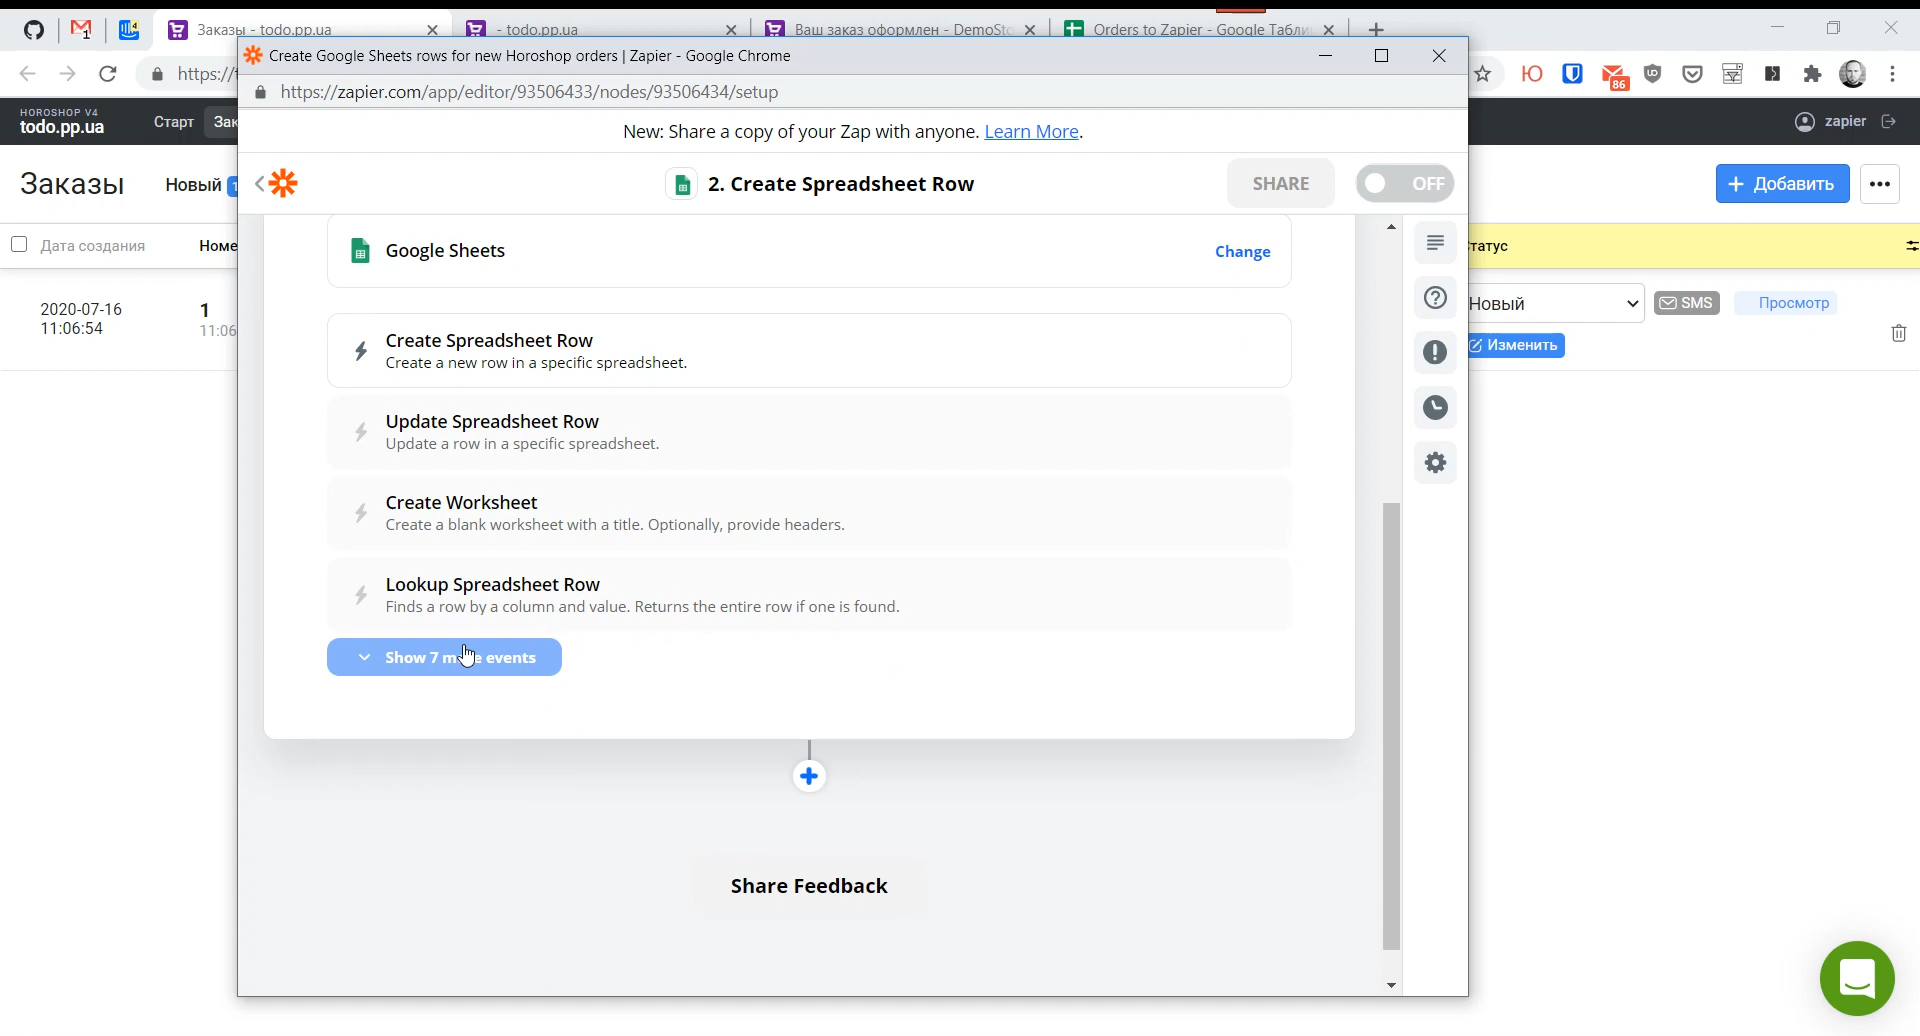 Заказы - todo.pp.ua
- todo.pp.ua
Ваш заказ оформлен - DemoSto
Orders to Zapier - Google Табли
Create Google Sheets rows for new Horoshop orders | Zapier - Google Chrome
https://
86
https://zapier.com/app/editor/93506433/nodes/93506434/setup
HOROSHOP V4
todo.pp.ua
Старт
Зак
zapier
New: Share a copy of your Zap with anyone. Learn More.
Заказы
Новый
2. Create Spreadsheet Row
SHARE
OFF
Добавить
Дата создания
Номе
Google Sheets
Change
татус
2020-07-16
11:06:54
1
11:06
Новый
SMS
Просмотр
Изменить
Create Spreadsheet Row
Create a new row in a specific spreadsheet.
Update Spreadsheet Row
Update a row in a specific spreadsheet.
Create Worksheet
Create a blank worksheet with a title. Optionally, provide headers.
Lookup Spreadsheet Row
Finds a row by a column and value. Returns the entire row if one is found.
Show 7 more events
Share Feedback